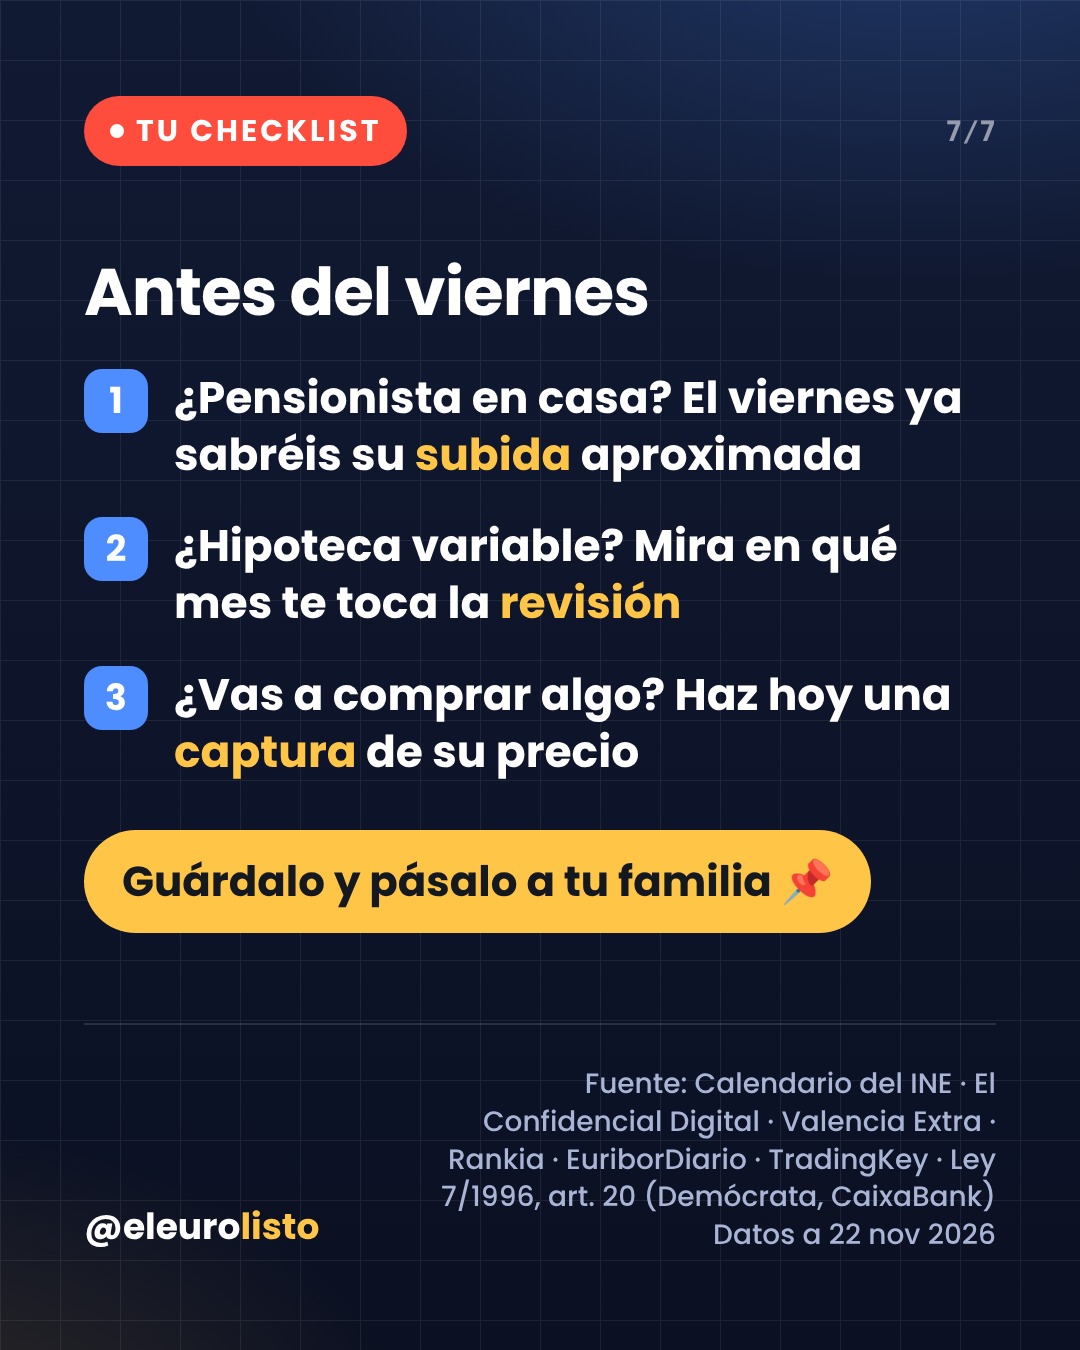 TU CHECKLIST
7/7
Antes del viernes
1
¿Pensionista en casa? El viernes ya
sabréis su subida aproximada
2
¿Hipoteca variable? Mira en qué
mes te toca la revisión
3
¿Vas a comprar algo? Haz hoy una
captura de su precio
Guárdalo y pásalo a tu familia 📌
Fuente: Calendario del INE · El
Confidencial Digital · Valencia Extra ·
Rankia · EuriborDiario · TradingKey · Ley
7/1996, art. 20 (Demócrata, CaixaBank)
Datos a 22 nov 2026
@eleurolisto